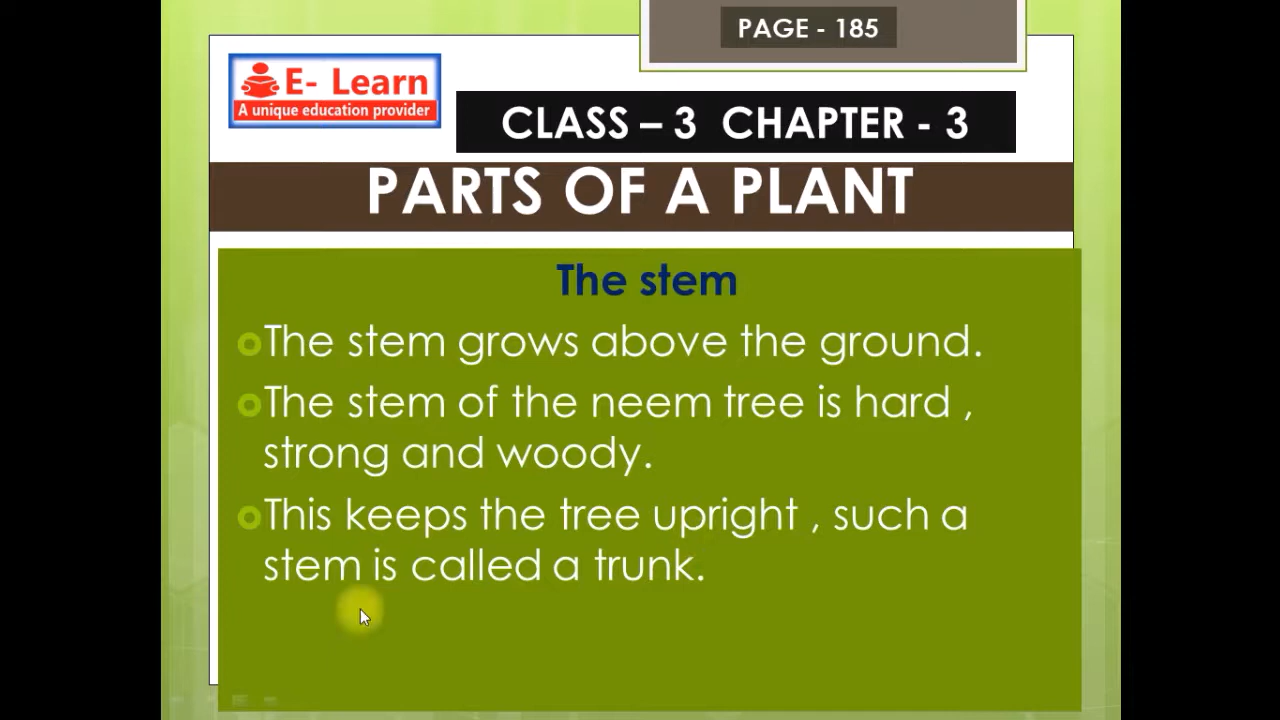 PAGE - 185
E- Learn
A unique education provider
CLASS – 3 CHAPTER - 3
PARTS OF A PLANT
The stem
The stem grows above the ground.
The stem of the neem tree is hard ,
strong and woody.
This keeps the tree upright , such a
stem is called a trunk.